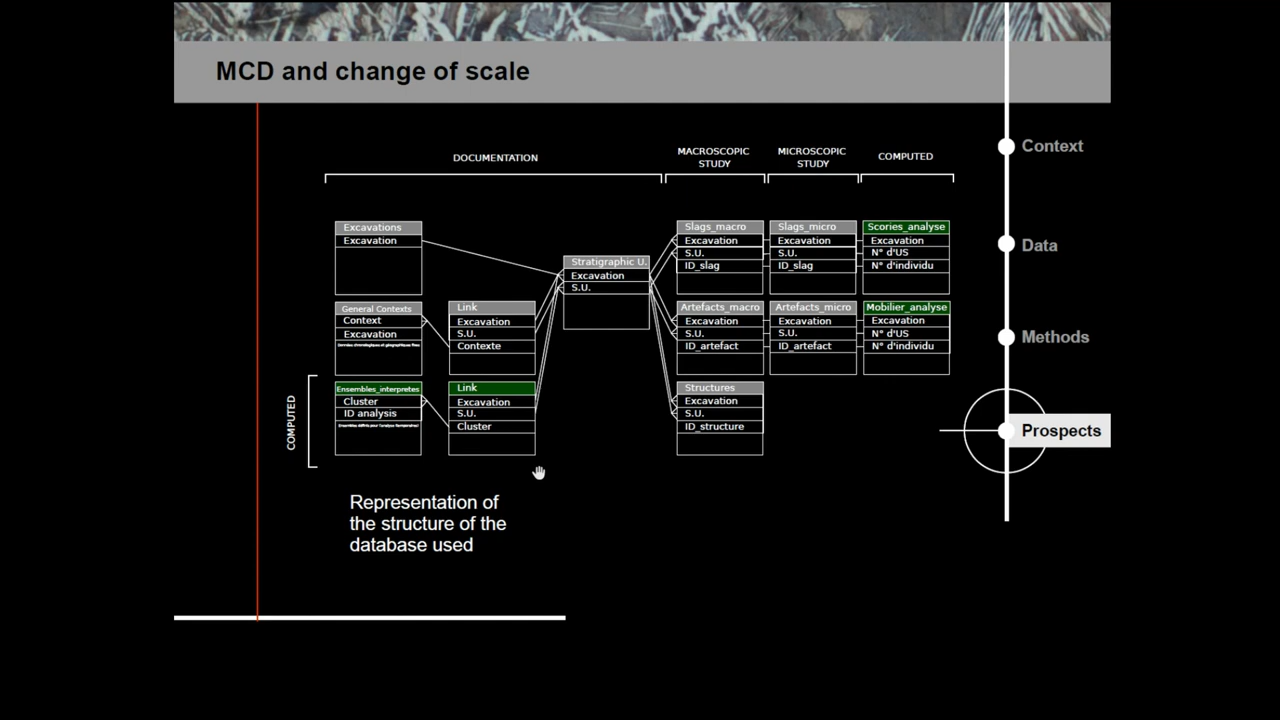 MCD and change of scale
DOCUMENTATION
MACROSCOPIC
STUDY
MICROSCOPIC
STUDY
COMPUTED
Excavations
Excavation
General Contexts
Context
Excavation
Ensembles_interpretes
Cluster
ID analysis
COMPUTED
Link
Excavation
S.U.
Contexte
Link
Excavation
S.U.
Cluster
Stratigraphic U.
Excavation
S.U.
Slags_macro
Excavation
S.U.
ID_slag
Slags_micro
Excavation
S.U.
ID_slag
Scories_analyse
Excavation
N° d'US
N° d'individu
Artefacts_macro
Excavation
S.U.
ID_artefact
Artefacts_micro
Excavation
S.U.
ID_artefact
Mobilier_analyse
Excavation
N° d'US
N° d'individu
Structures
Excavation
S.U.
ID_structure
Representation of
the structure of the
database used
Context
Data
Methods
Prospects